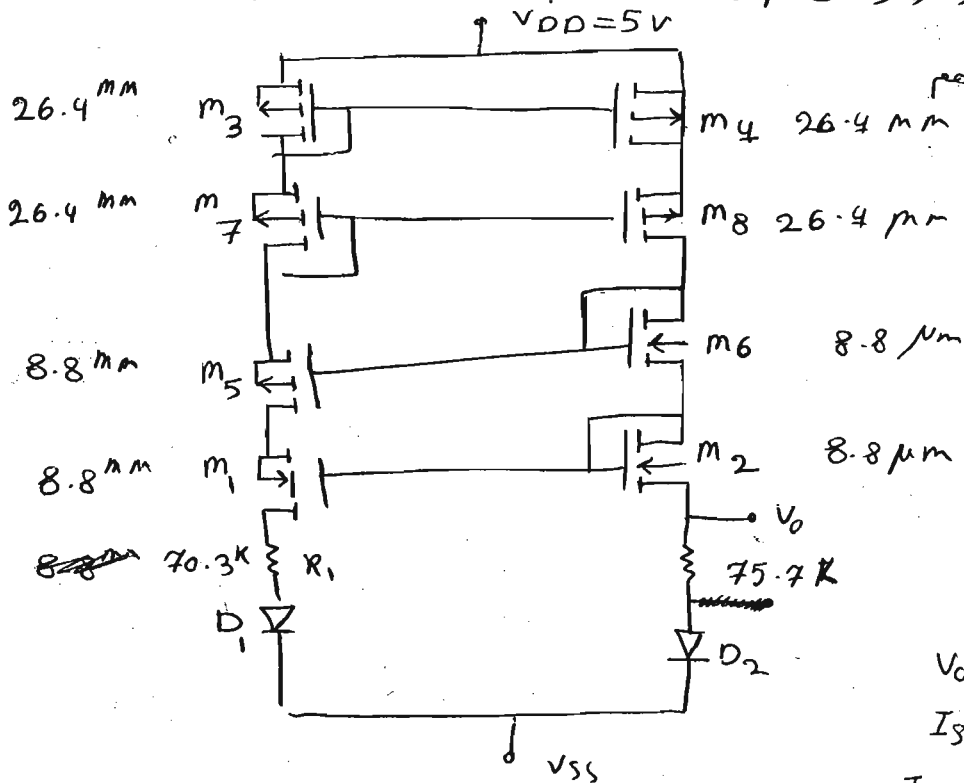 VDD=5V
26.4 mm m3 m4 26.4 mm
26.4 mm m7 m8 26.4 μm
8.8 mm m5 m6 8.8 μm
8.8 mm m1 m2 8.8 μm
Vo
70.3K R1 75.7K
D1 D2
Vo
VSS